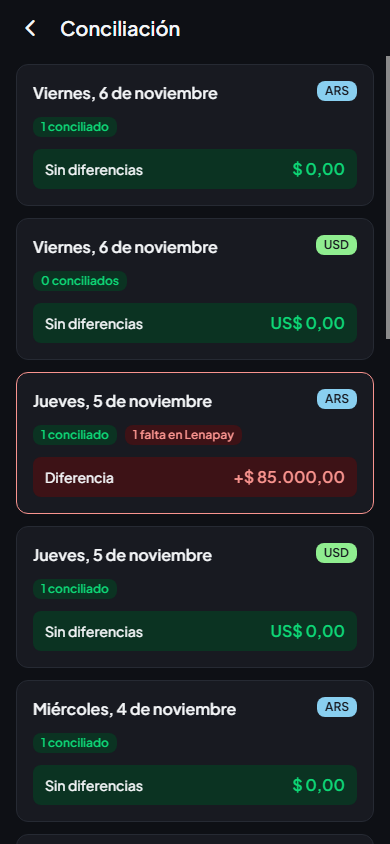 Conciliación
Viernes, 6 de noviembre ARS
1 conciliado
Sin diferencias $ 0,00
Viernes, 6 de noviembre USD
0 conciliados
Sin diferencias US$ 0,00
Jueves, 5 de noviembre ARS
1 conciliado 1 falta en Lenapay
Diferencia +$ 85.000,00
Jueves, 5 de noviembre USD
1 conciliado
Sin diferencias US$ 0,00
Miércoles, 4 de noviembre ARS
1 conciliado
Sin diferencias $ 0,00